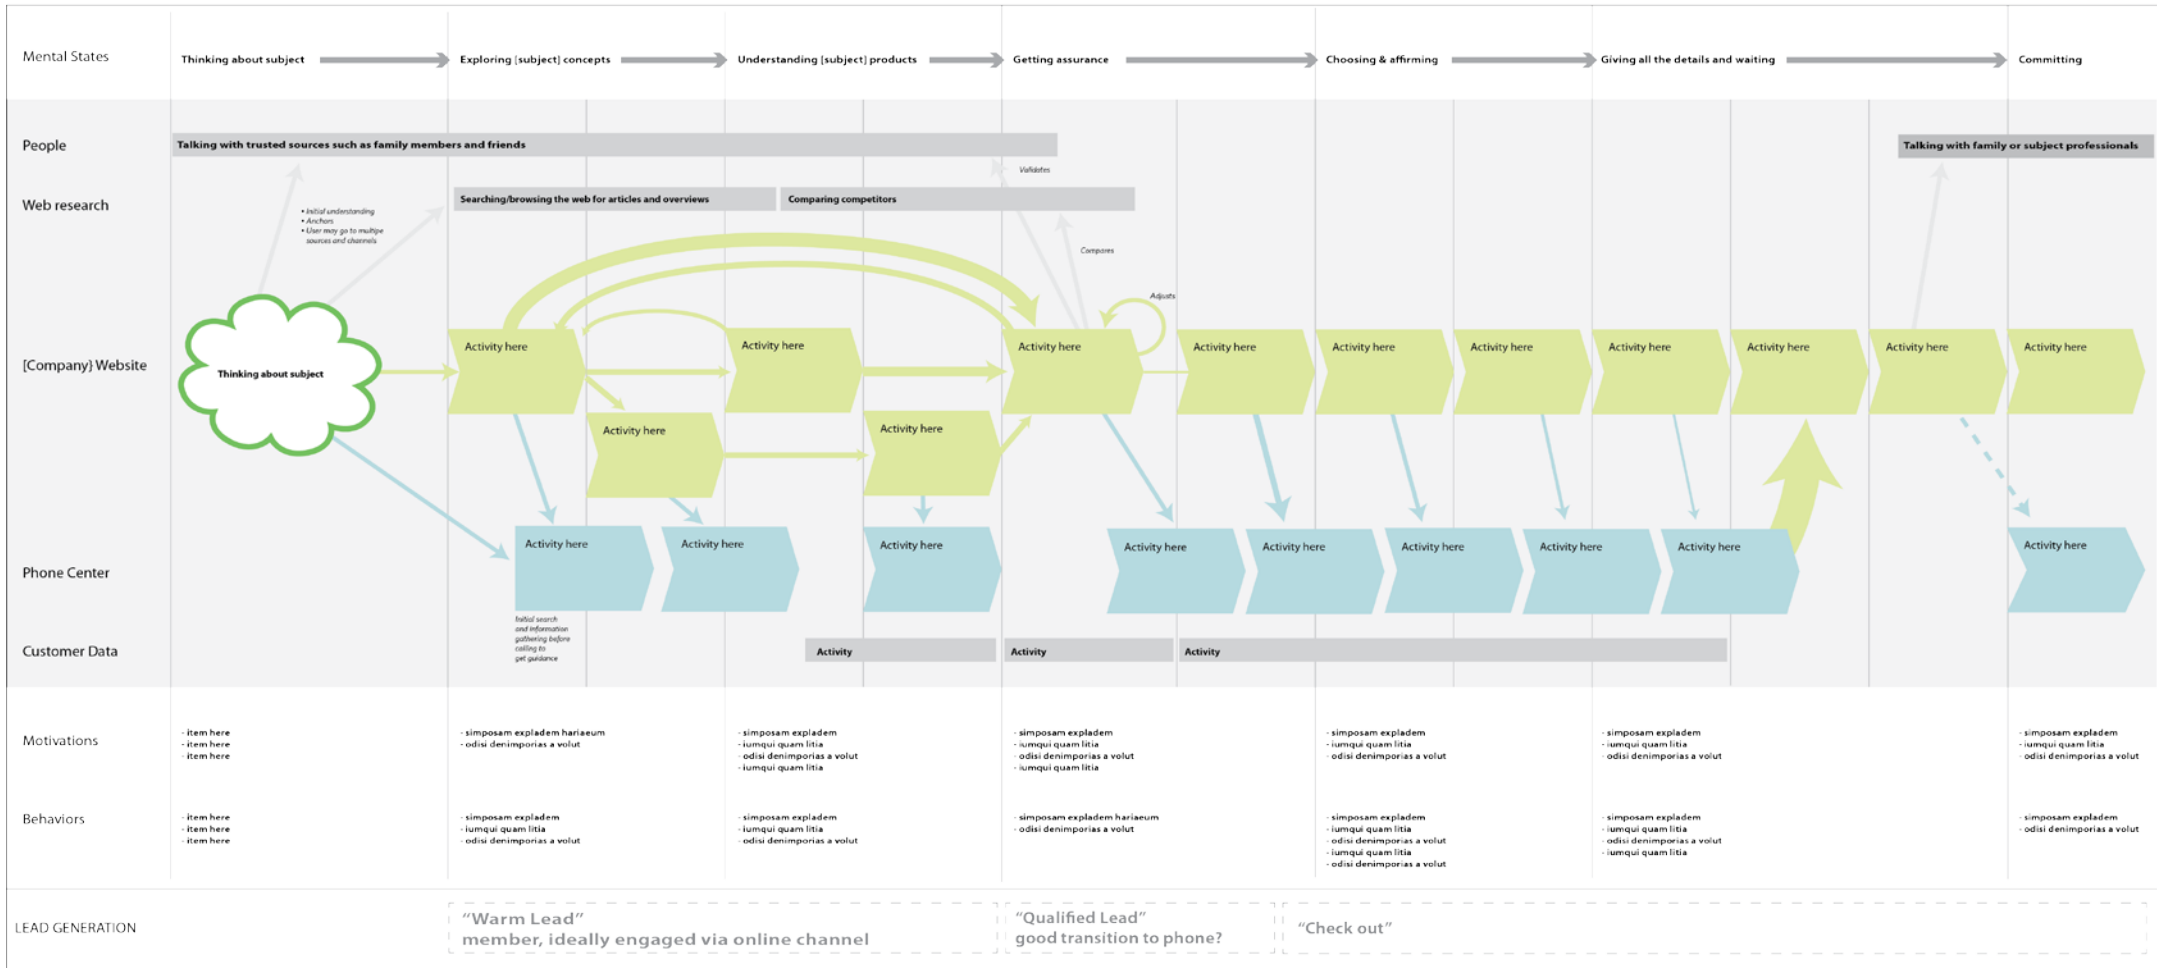 Mental States
Thinking about subject
Exploring [subject] concepts
Understanding [subject] products
Getting assurance
Choosing & affirming
Giving all the details and waiting
Committing
People
Talking with trusted sources such as family members and friends
Talking with family or subject professionals
Validates
Web research
Searching/browsing the web for articles and overviews
Comparing competitors
• Initial understanding
• Anchors
• User may go to multipe
sources and channels
Compares
Adjusts
[Company} Website
Thinking about subject
Activity here
Activity here
Activity here
Activity here
Activity here
Activity here
Activity here
Activity here
Activity here
Activity here
Activity here
Activity here
Phone Center
Activity here
Activity here
Activity here
Activity here
Activity here
Activity here
Activity here
Activity here
Activity here
Initial search
and information
gathering before
calling to
get guidance
Customer Data
Activity
Activity
Activity
Motivations
- item here
- item here
- item here
- simposam expladem hariaeum
- odisi denimporias a volut
- simposam expladem
- iumqui quam litia
- odisi denimporias a volut
- iumqui quam litia
- simposam expladem
- iumqui quam litia
- odisi denimporias a volut
- iumqui quam litia
- simposam expladem
- iumqui quam litia
- odisi denimporias a volut
- simposam expladem
- iumqui quam litia
- odisi denimporias a volut
- simposam expladem
- iumqui quam litia
- odisi denimporias a volut
Behaviors
- item here
- item here
- item here
- simposam expladem
- iumqui quam litia
- odisi denimporias a volut
- simposam expladem
- iumqui quam litia
- odisi denimporias a volut
- simposam expladem hariaeum
- odisi denimporias a volut
- simposam expladem
- iumqui quam litia
- odisi denimporias a volut
- iumqui quam litia
- odisi denimporias a volut
- simposam expladem
- iumqui quam litia
- odisi denimporias a volut
- iumqui quam litia
- simposam expladem
- odisi denimporias a volut
LEAD GENERATION
“Warm Lead”
member, ideally engaged via online channel
“Qualified Lead”
good transition to phone?
“Check out”